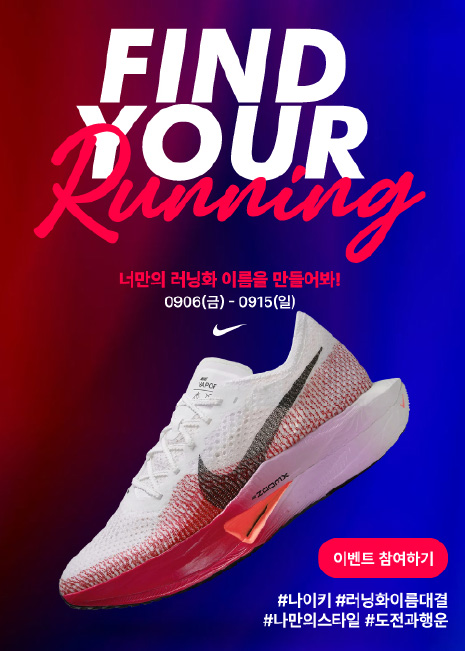 FIND
YOUR
Running
너만의 러닝화 이름을 만들어봐!
0906(금) - 0915(일)
VAPOR
ZOOMX
이벤트 참여하기
#나이키 #러닝화이름대결
#나만의스타일 #도전과행운